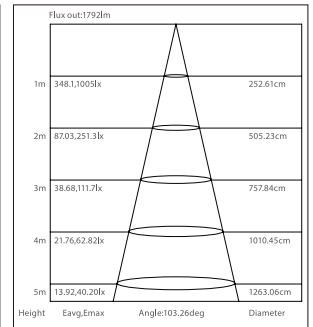 Flux out:1792lm
1m 348.1,1005lx 252.61cm
2m 87.03,251.3lx 505.23cm
3m 38.68,111.7lx 757.84cm
4m 21.76,62.82lx 1010.45cm
5m 13.92,40.20lx 1263.06cm
Height Eavg,Emax Angle:103.26deg Diameter